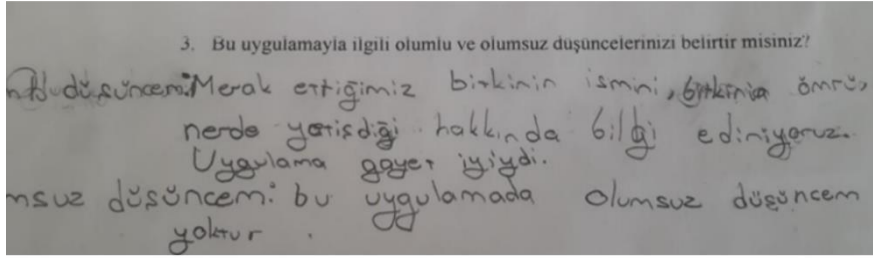 3. Bu uygulamayla ilgili olumlu ve olumsuz düşüncelerinizi belirtir misiniz?
düşüncem: Merak ettiğimiz bitkinin ismini, bitkinin ömrü,
nerde yetişdiği hakkında bilgi ediniyoruz.
Uygulama gayet iyiydi.
msuz düşüncem: bu uygulamada olumsuz düşüncem
yoktur.